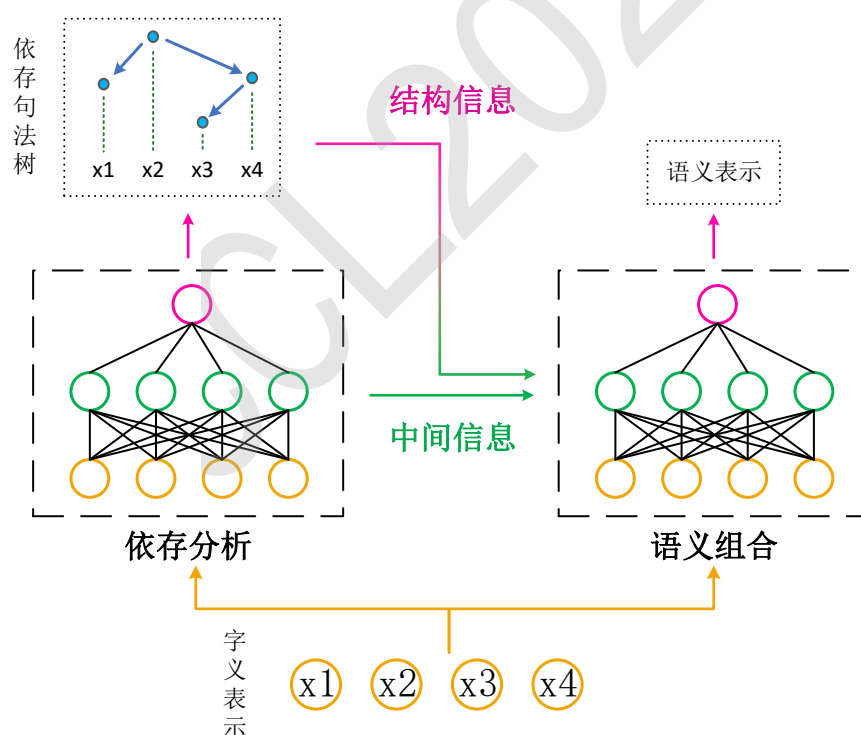 依存句法树
x1 x2 x3 x4
结构信息
语义表示
中间信息
依存分析
语义组合
字义表示
x1 x2 x3 x4
CCL202